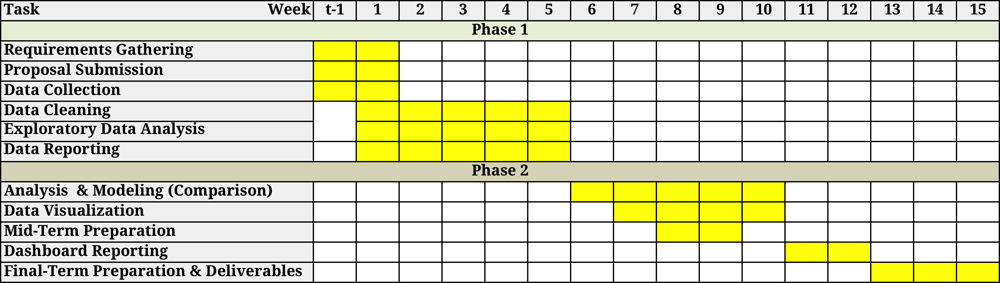 Task Week t-1 1 2 3 4 5 6 7 8 9 10 11 12 13 14 15
Phase 1
Requirements Gathering
Proposal Submission
Data Collection
Data Cleaning
Exploratory Data Analysis
Data Reporting
Phase 2
Analysis  & Modeling (Comparison)
Data Visualization
Mid-Term Preparation
Dashboard Reporting
Final-Term Preparation & Deliverables